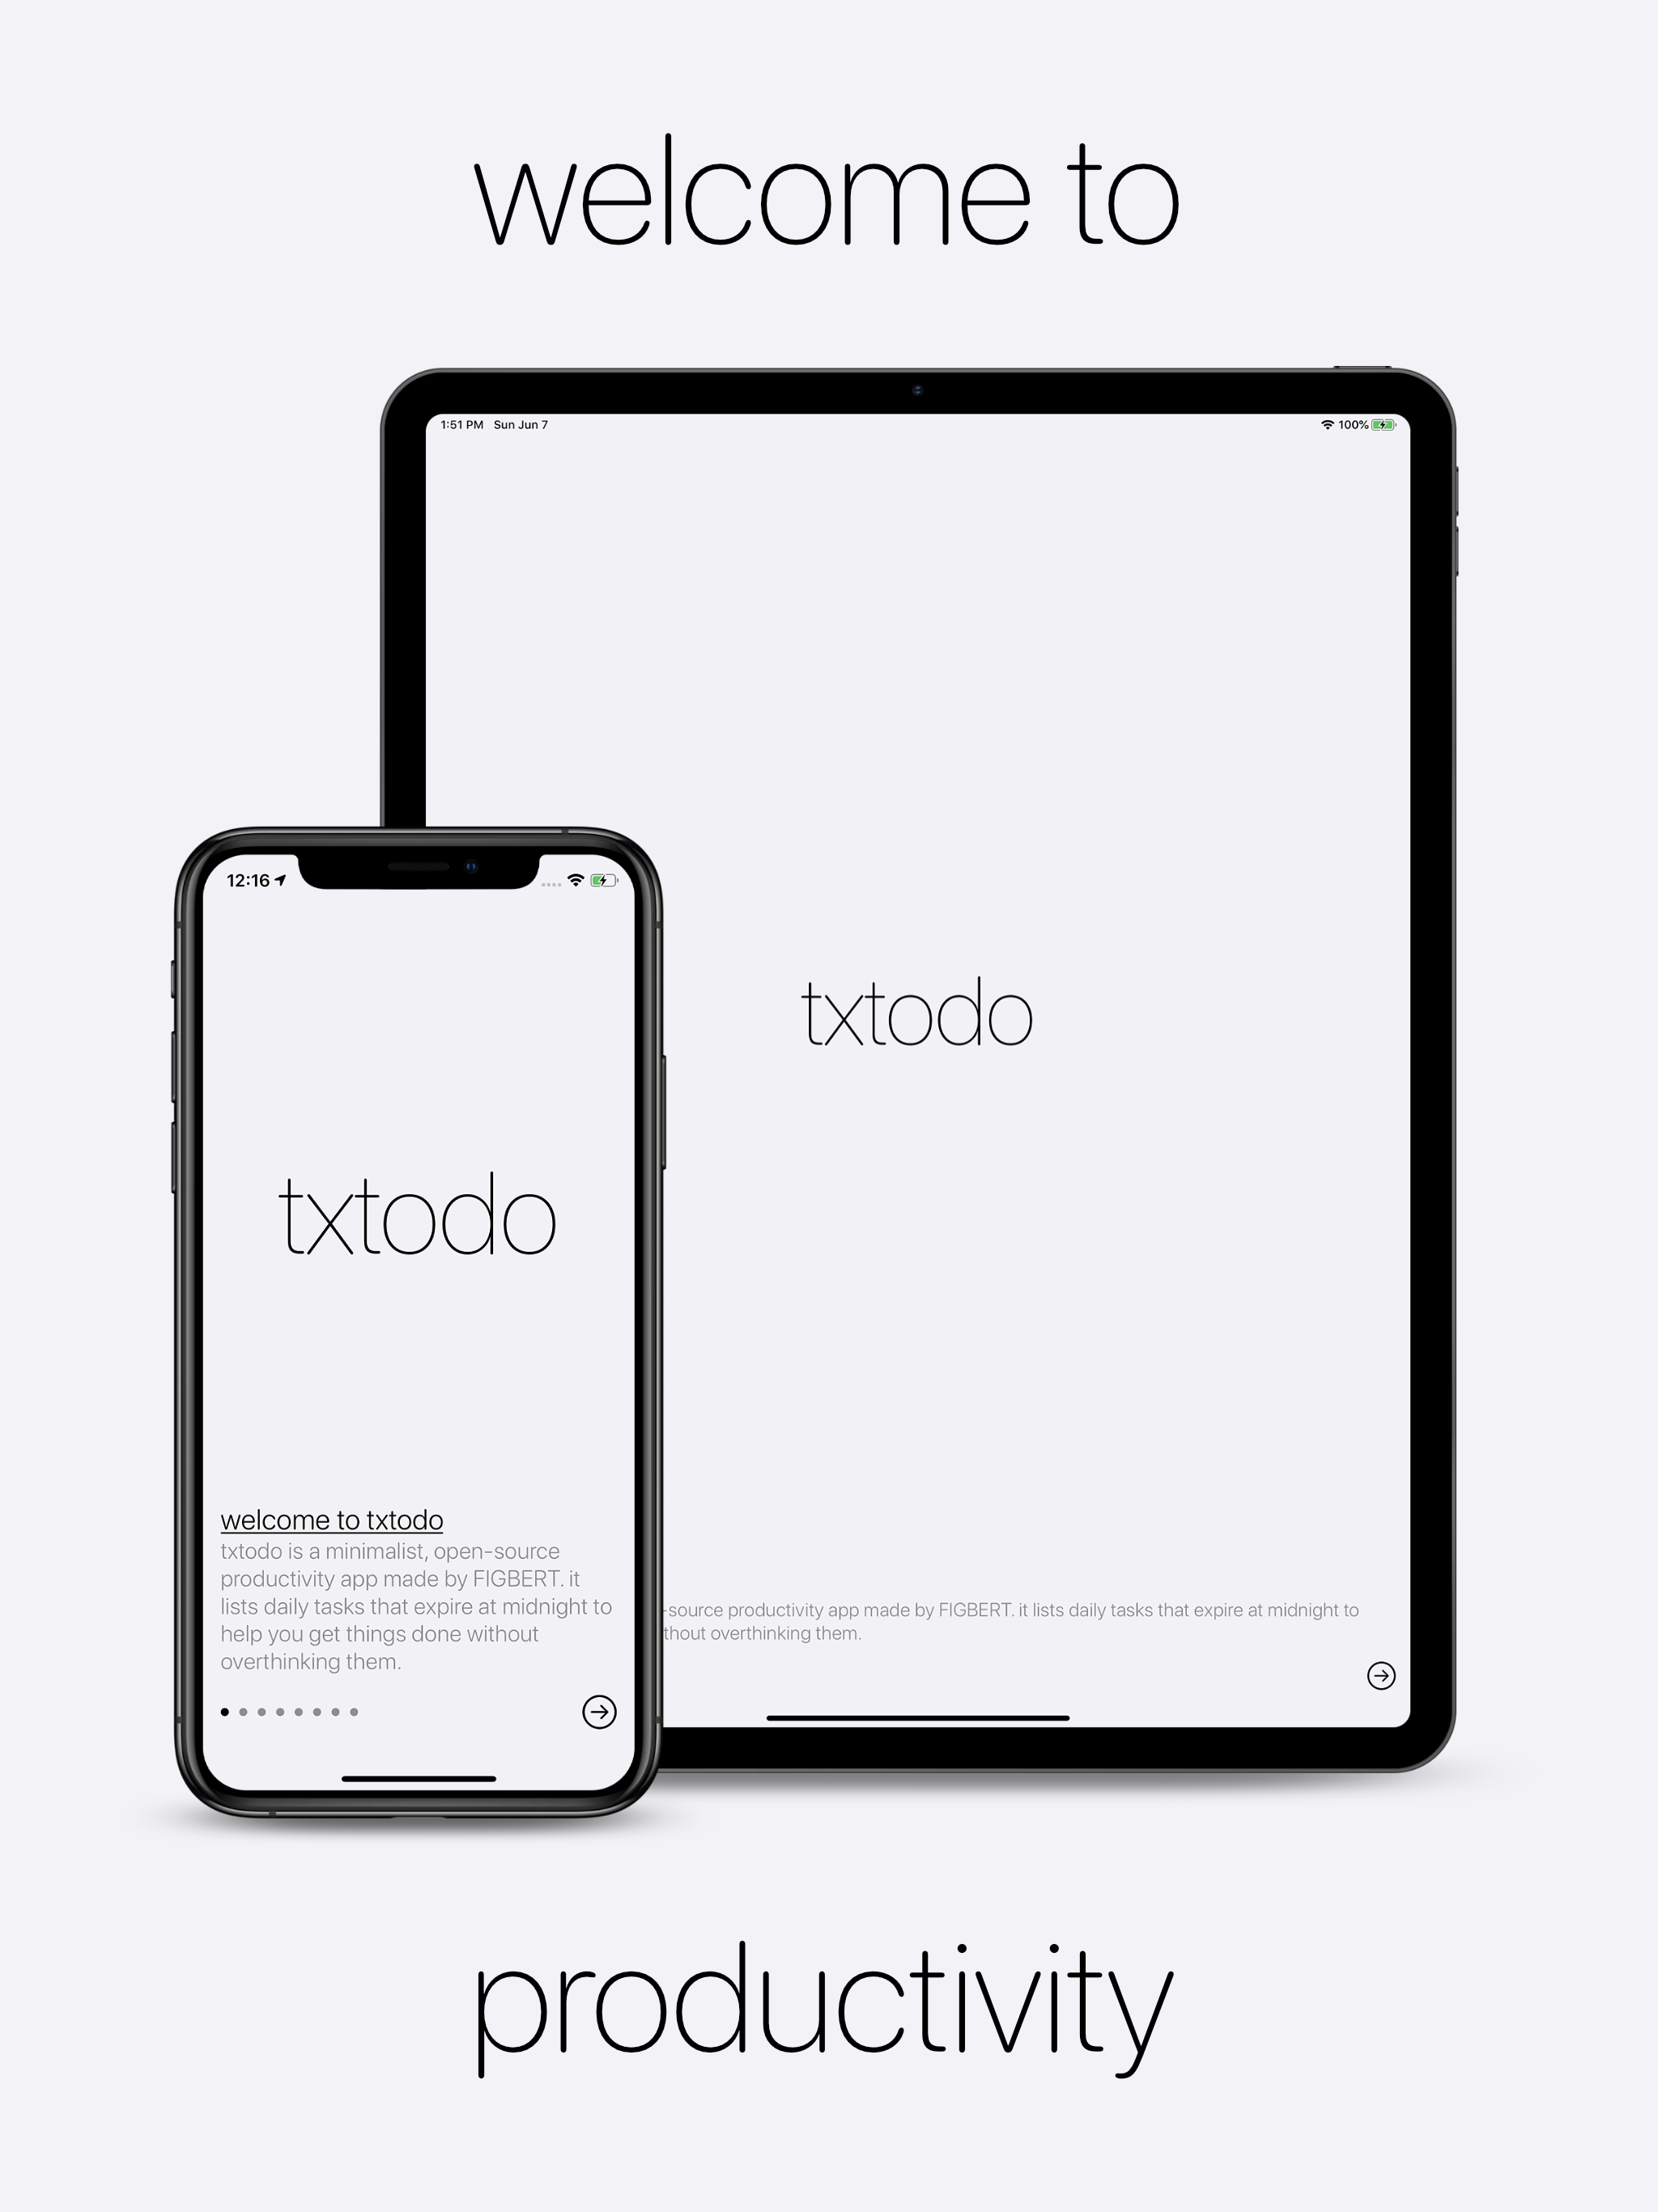 welcome to
1:51 PM Sun Jun 7
100%
txtodo
-source productivity app made by FIGBERT. it lists daily tasks that expire at midnight to
thout overthinking them.
12:16
txtodo
welcome to txtodo
txtodo is a minimalist, open-source
productivity app made by FIGBERT. it
lists daily tasks that expire at midnight to
help you get things done without
overthinking them.
productivity